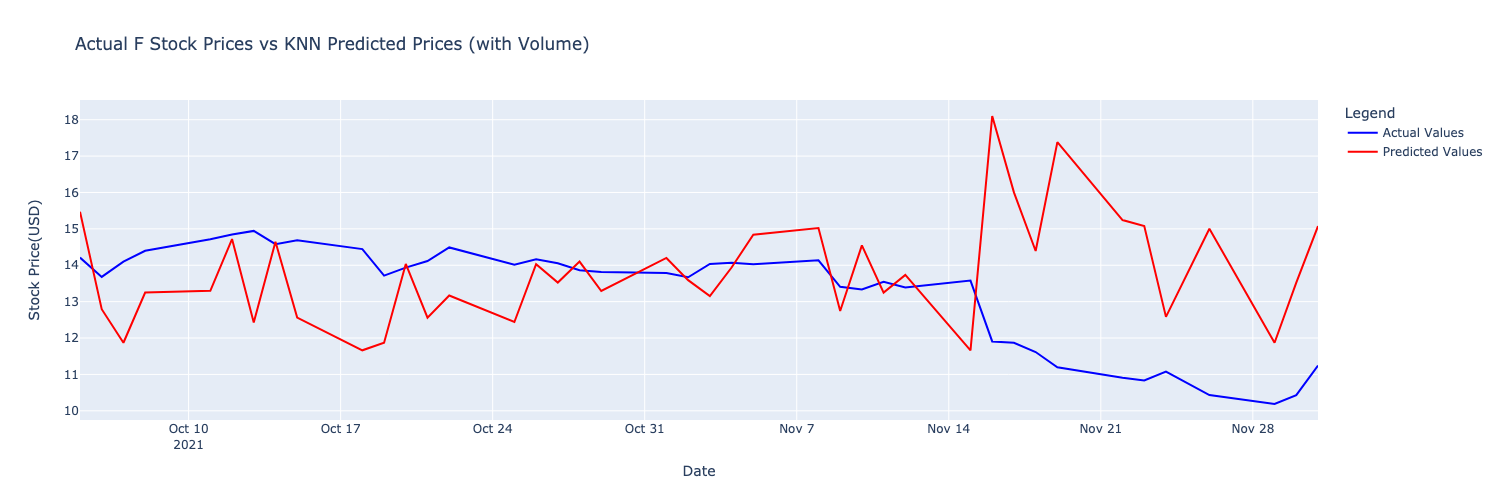 Actual F Stock Prices vs KNN Predicted Prices (with Volume)
Legend
Actual Values
Predicted Values
Stock Price(USD)
18
17
16
15
14
13
12
11
10
Oct 10
2021
Oct 17
Oct 24
Oct 31
Nov 7
Nov 14
Nov 21
Nov 28
Date